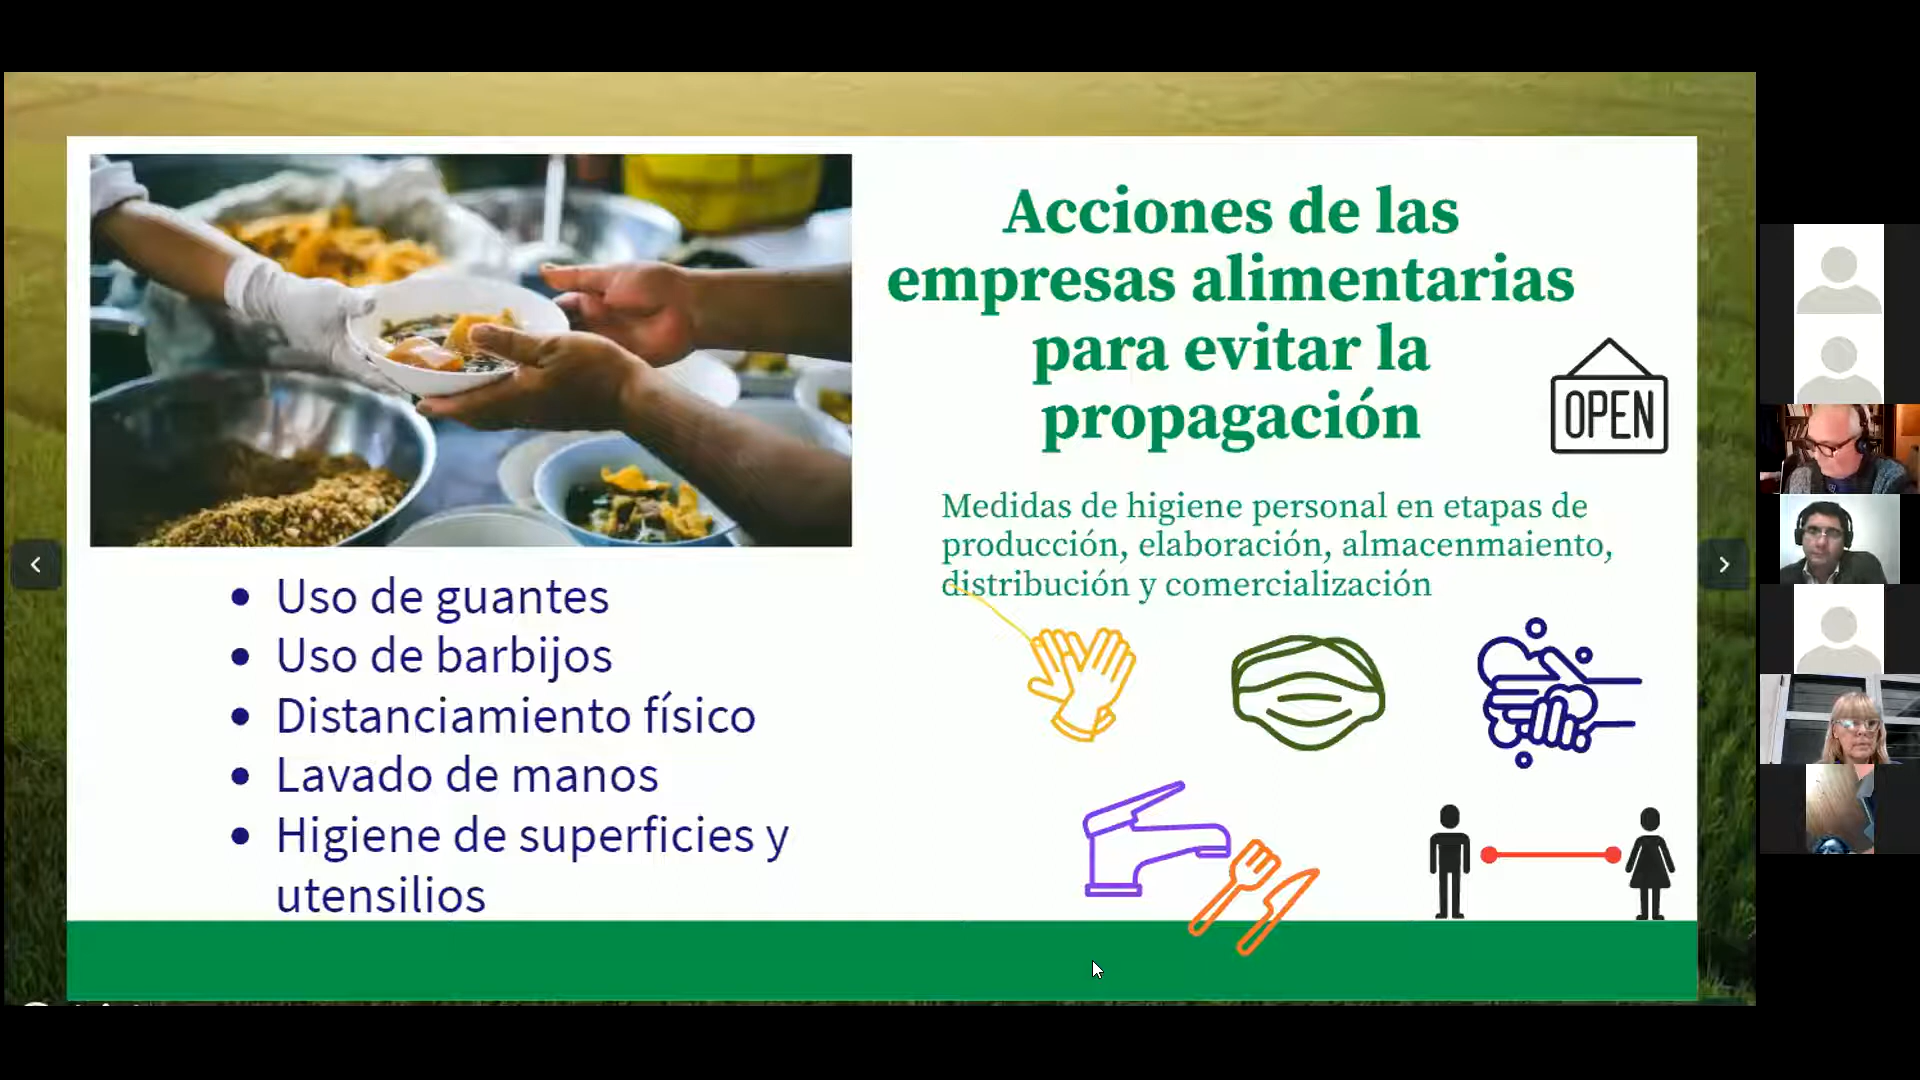 Acciones de las
empresas alimentarias
para evitar la
propagación
OPEN
Medidas de higiene personal en etapas de
producción, elaboración, almacenmaiento,
distribución y comercialización
• Uso de guantes
• Uso de barbijos
• Distanciamiento físico
• Lavado de manos
• Higiene de superficies y
utensilios